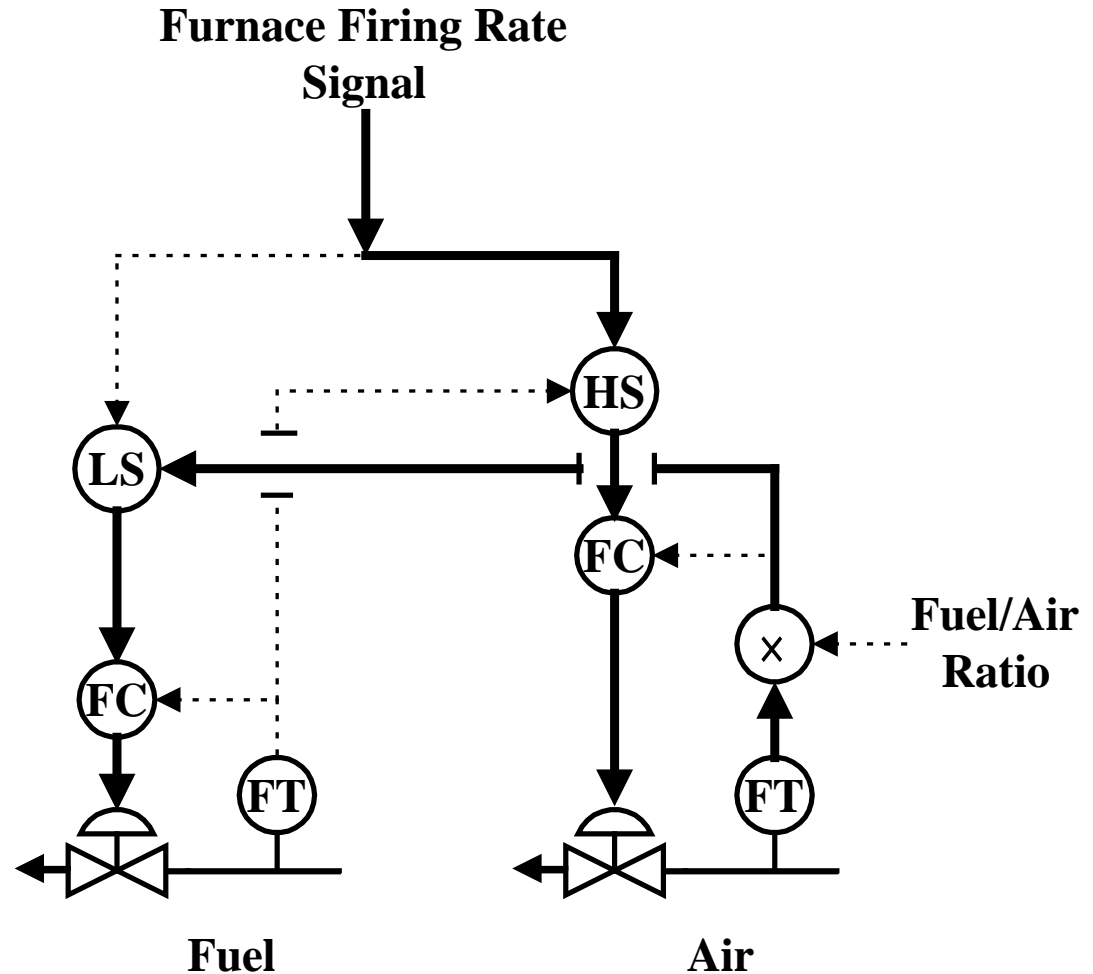 Furnace Firing Rate
Signal
HS
LS
FC
Fuel/Air
Ratio
×
FC
FT
FT
Fuel
Air